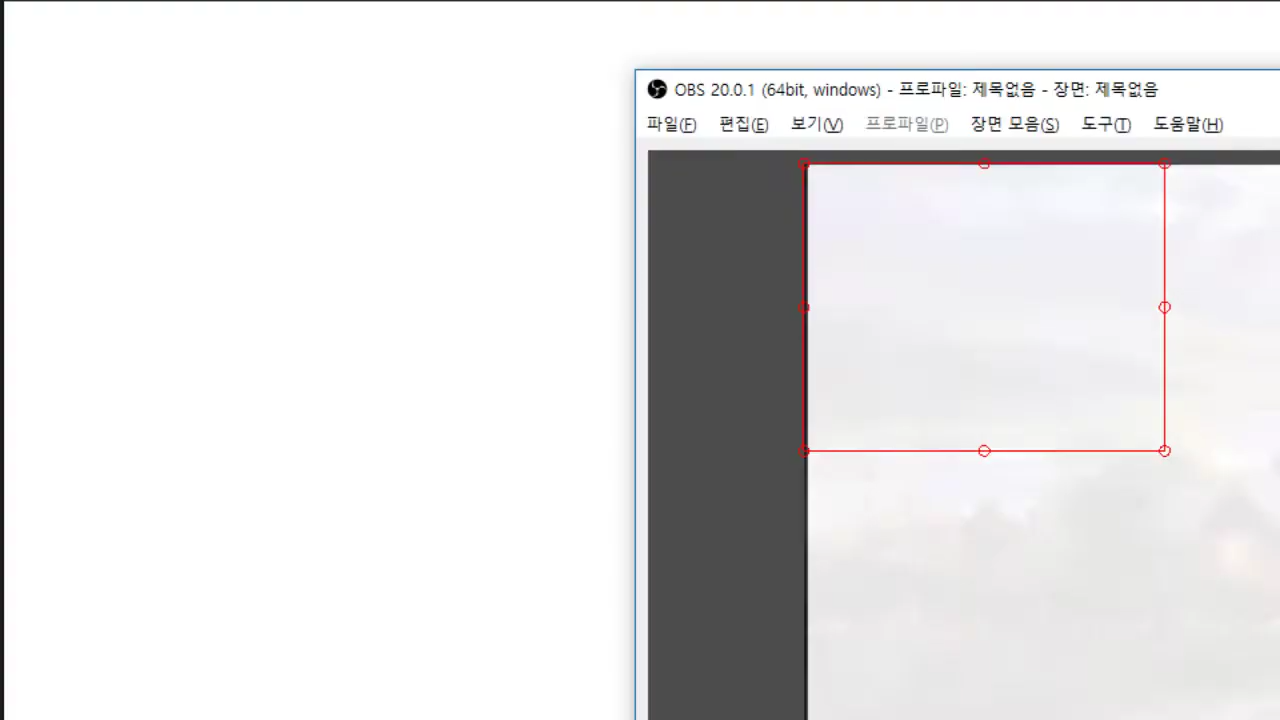 OBS 20.0.1 (64bit, windows) - 프로파일: 제목없음 - 장면: 제목없음
파일(F) 편집(E) 보기(V) 프로파일(P) 장면 모음(S) 도구(T) 도움말(H)